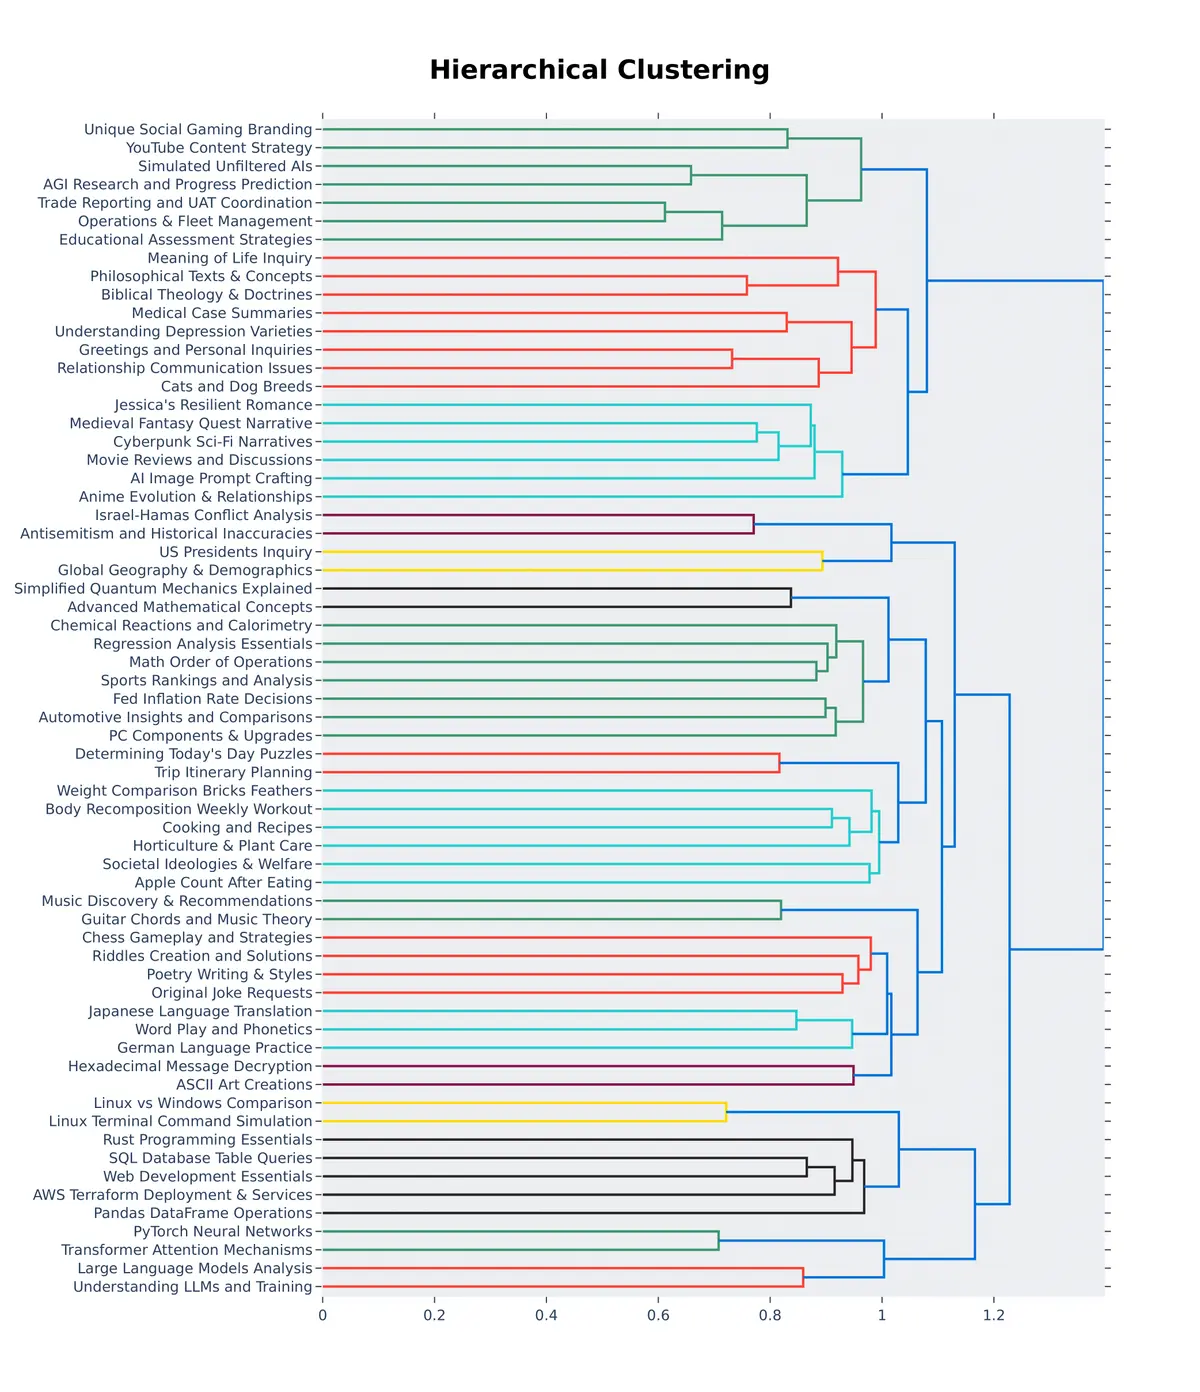 Hierarchical Clustering
Unique Social Gaming Branding
YouTube Content Strategy
Simulated Unfiltered AIs
AGI Research and Progress Prediction
Trade Reporting and UAT Coordination
Operations & Fleet Management
Educational Assessment Strategies
Meaning of Life Inquiry
Philosophical Texts & Concepts
Biblical Theology & Doctrines
Medical Case Summaries
Understanding Depression Varieties
Greetings and Personal Inquiries
Relationship Communication Issues
Cats and Dog Breeds
Jessica's Resilient Romance
Medieval Fantasy Quest Narrative
Cyberpunk Sci-Fi Narratives
Movie Reviews and Discussions
AI Image Prompt Crafting
Anime Evolution & Relationships
Israel-Hamas Conflict Analysis
Antisemitism and Historical Inaccuracies
US Presidents Inquiry
Global Geography & Demographics
Simplified Quantum Mechanics Explained
Advanced Mathematical Concepts
Chemical Reactions and Calorimetry
Regression Analysis Essentials
Math Order of Operations
Sports Rankings and Analysis
Fed Inflation Rate Decisions
Automotive Insights and Comparisons
PC Components & Upgrades
Determining Today's Day Puzzles
Trip Itinerary Planning
Weight Comparison Bricks Feathers
Body Recomposition Weekly Workout
Cooking and Recipes
Horticulture & Plant Care
Societal Ideologies & Welfare
Apple Count After Eating
Music Discovery & Recommendations
Guitar Chords and Music Theory
Chess Gameplay and Strategies
Riddles Creation and Solutions
Poetry Writing & Styles
Original Joke Requests
Japanese Language Translation
Word Play and Phonetics
German Language Practice
Hexadecimal Message Decryption
ASCII Art Creations
Linux vs Windows Comparison
Linux Terminal Command Simulation
Rust Programming Essentials
SQL Database Table Queries
Web Development Essentials
AWS Terraform Deployment & Services
Pandas DataFrame Operations
PyTorch Neural Networks
Transformer Attention Mechanisms
Large Language Models Analysis
Understanding LLMs and Training
0 0.2 0.4 0.6 0.8 1 1.2